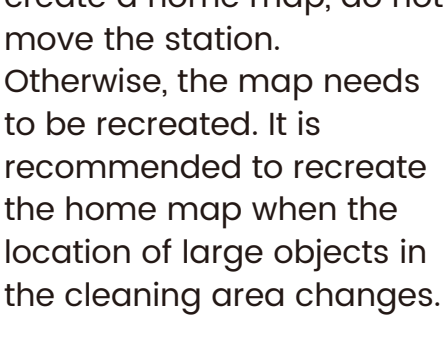 create a home map, do not
move the station.
Otherwise, the map needs
to be recreated. It is
recommended to recreate
the home map when the
location of large objects in
the cleaning area changes.